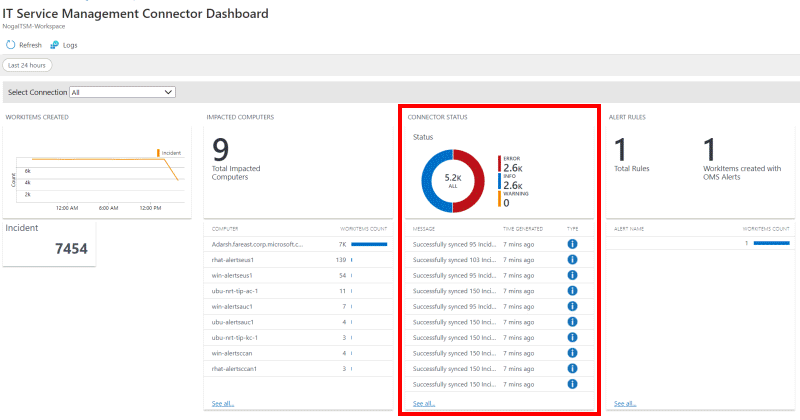 IT Service Management Connector Dashboard
NogalTSM-Workspace
Refresh Logs
Last 24 hours
Select Connection All
WORKITEMS CREATED
incident
Count
6k
4k
2k
12:00 AM 6:00 AM 12:00 PM
Incident
7454
IMPACTED COMPUTERS
9
Total Impacted
Computers
COMPUTER WORKITEMS COUNT
Adarsh.fareast.corp.microsoft.c... 7K
rhat-alertseus1 139
win-alertseus1 54
ubu-nrt-tip-ac-1 11
win-alertsauc1 7
ubu-alertsauc1 4
ubu-nrt-tip-kc-1 3
win-alertsccan 4
rhat-alertsccan1 3
See all...
CONNECTOR STATUS
Status
5.2K
ALL
ERROR
2.6K
INFO
2.6K
WARNING
0
MESSAGE TIME GENERATED TYPE
Successfully synced 95 Incid... 7 mins ago
Successfully synced 103 Inci... 7 mins ago
Successfully synced 95 Incid... 7 mins ago
Successfully synced 150 Inci... 7 mins ago
Successfully synced 95 Incid... 7 mins ago
Successfully synced 150 Inci... 7 mins ago
Successfully synced 150 Inci... 7 mins ago
Successfully synced 150 Inci... 7 mins ago
Successfully synced 150 Inci... 7 mins ago
Successfully synced 150 Inci... 7 mins ago
See all...
ALERT RULES
1
Total Rules
1
WorkItems created with
OMS Alerts
ALERT NAME WORKITEMS COUNT
1
See all...